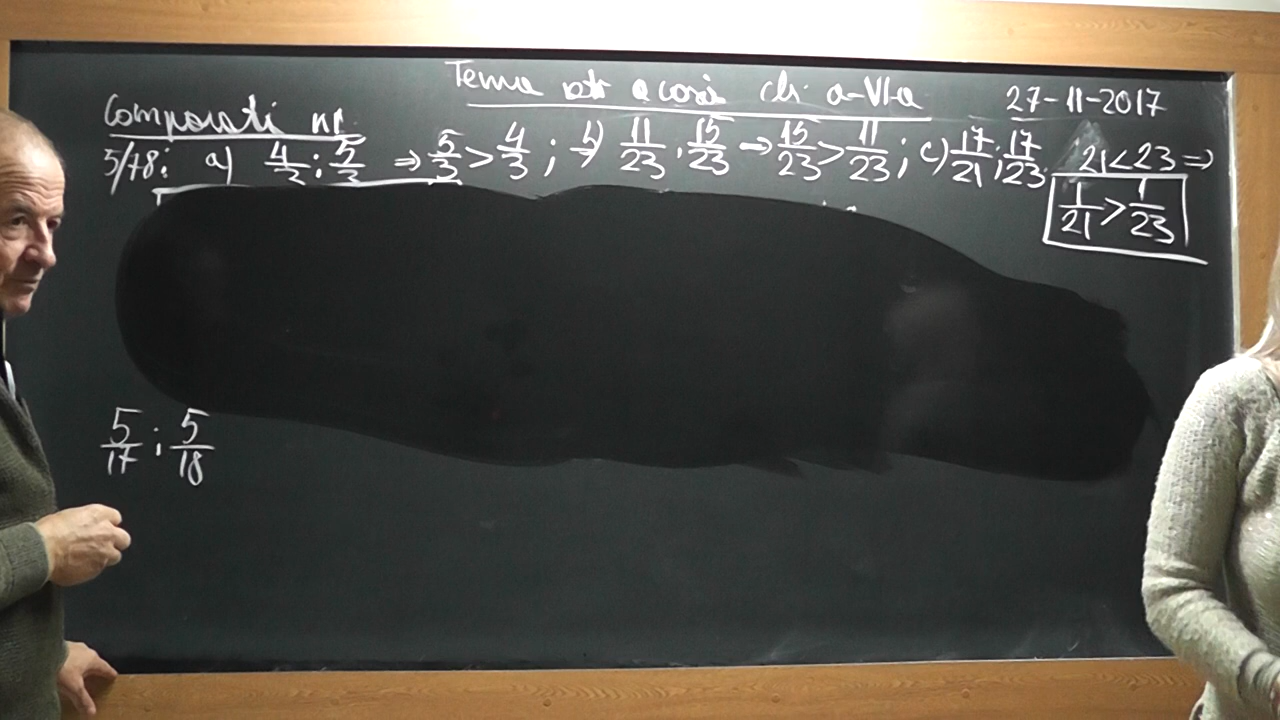 Tema pt acasă cls a-VI-a 27-11-2017
Comparați nr
5/78: a) 4/3 ; 5/3 ⇒ 5/3 > 4/3 ; b) 11/23 , 15/23 ⇒ 15/23 > 11/23 ; c) 17/21 ; 17/23 21<23 ⇒
1/21 > 1/23
5/17 ; 5/18